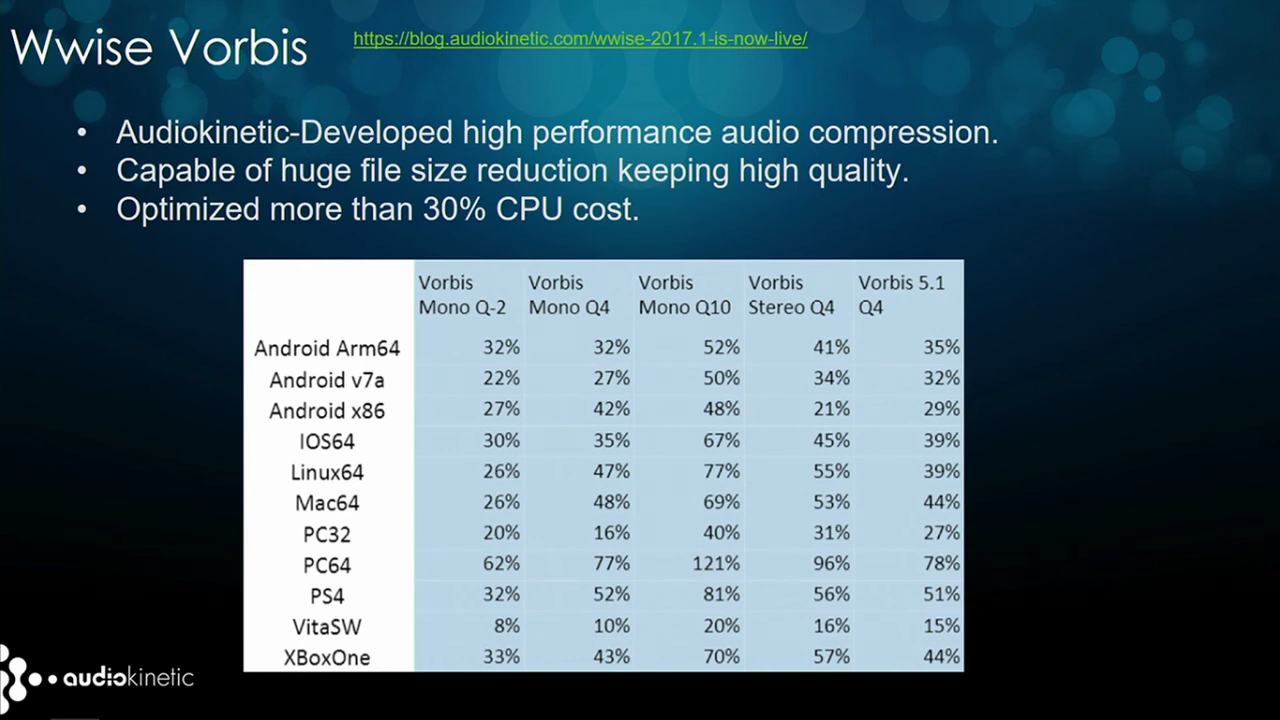 Wwise Vorbis
https://blog.audiokinetic.com/wwise-2017.1-is-now-live/
• Audiokinetic-Developed high performance audio compression.
• Capable of huge file size reduction keeping high quality.
• Optimized more than 30% CPU cost.
Vorbis Mono Q-2 Vorbis Mono Q4 Vorbis Mono Q10 Vorbis Stereo Q4 Vorbis 5.1 Q4
Android Arm64 32% 32% 52% 41% 35%
Android v7a 22% 27% 50% 34% 32%
Android x86 27% 42% 48% 21% 29%
IOS64 30% 35% 67% 45% 39%
Linux64 26% 47% 77% 55% 39%
Mac64 26% 48% 69% 53% 44%
PC32 20% 16% 40% 31% 27%
PC64 62% 77% 121% 96% 78%
PS4 32% 52% 81% 56% 51%
VitaSW 8% 10% 20% 16% 15%
XBoxOne 33% 43% 70% 57% 44%
audiokinetic